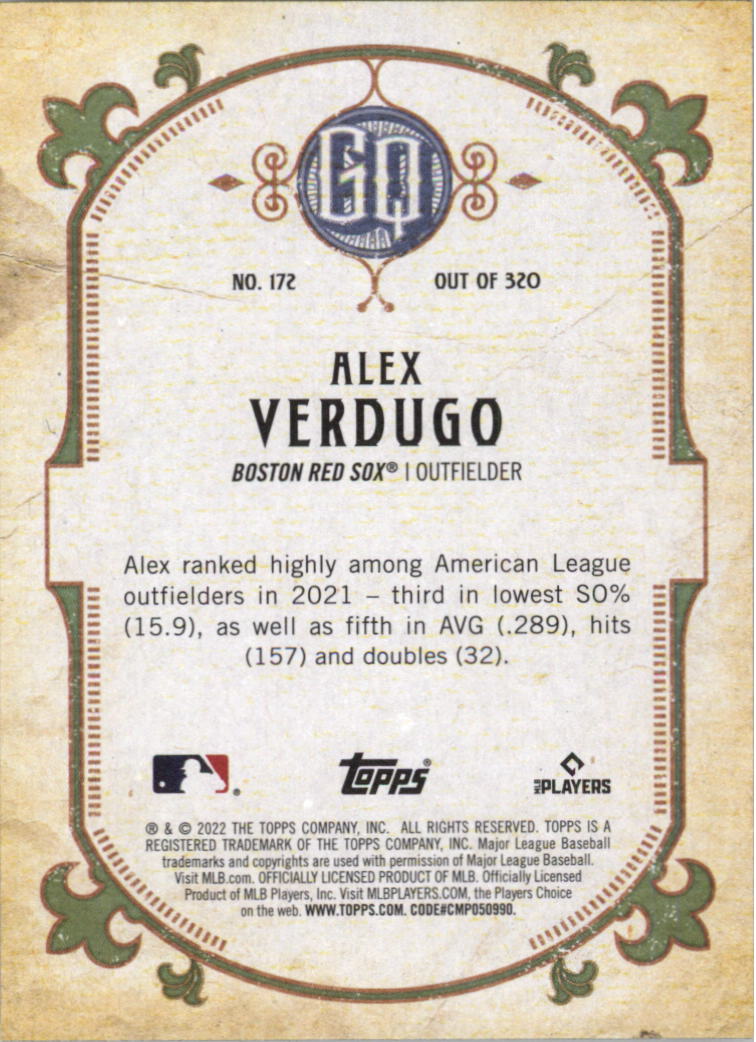 GQ
NO. 172 OUT OF 320
ALEX
VERDUGO
BOSTON RED SOX® | OUTFIELDER
Alex ranked highly among American League
outfielders in 2021 – third in lowest SO%
(15.9), as well as fifth in AVG (.289), hits
(157) and doubles (32).
® topps® MLB PLAYERS
® & © 2022 THE TOPPS COMPANY, INC. ALL RIGHTS RESERVED. TOPPS IS A
REGISTERED TRADEMARK OF THE TOPPS COMPANY, INC. Major League Baseball
trademarks and copyrights are used with permission of Major League Baseball.
Visit MLB.com. OFFICIALLY LICENSED PRODUCT OF MLB. Officially Licensed
Product of MLB Players, Inc. Visit MLBPLAYERS.COM, the Players Choice
on the web. WWW.TOPPS.COM. CODE#CMP050990.